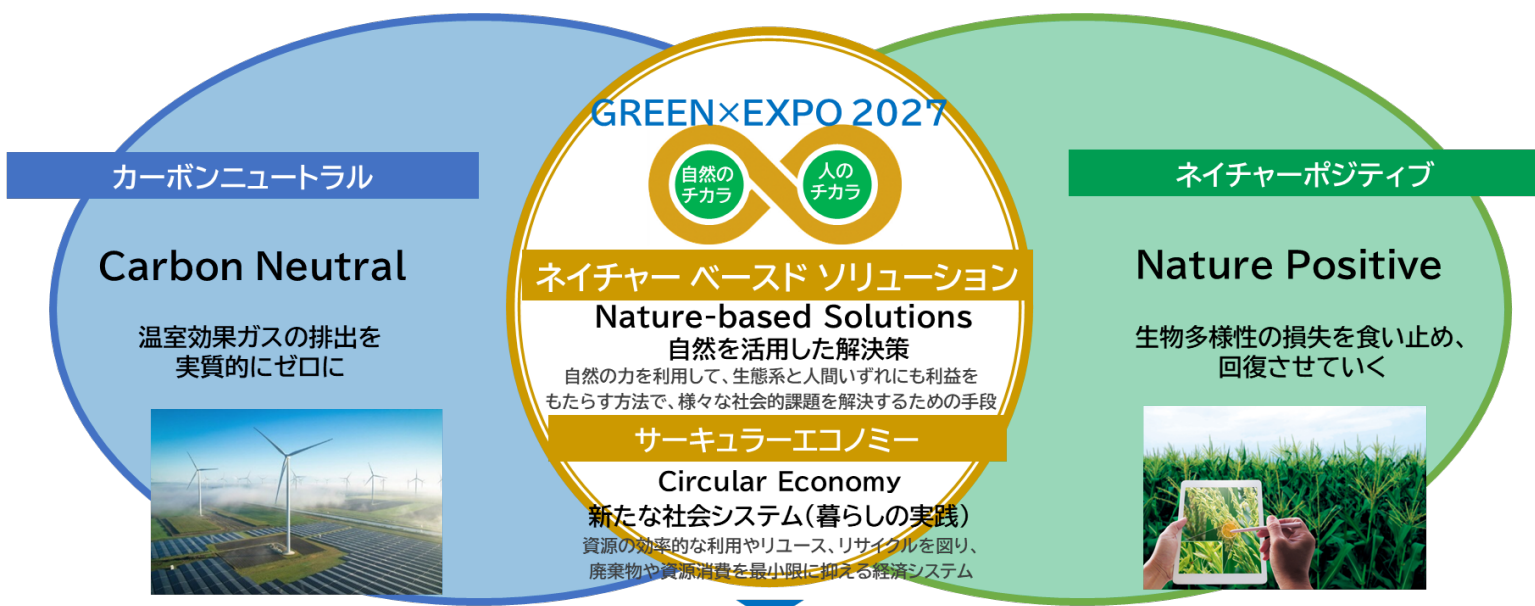 カーボンニュートラル
Carbon Neutral
温室効果ガスの排出を
実質的にゼロに
GREEN×EXPO 2027
自然の
チカラ
人の
チカラ
ネイチャー ベースド ソリューション
Nature-based Solutions
自然を活用した解決策
自然の力を利用して、生態系と人間いずれにも利益を
もたらす方法で、様々な社会的課題を解決するための手段
サーキュラーエコノミー
Circular Economy
新たな社会システム（暮らしの実践）
資源の効率的な利用やリユース、リサイクルを図り、
廃棄物や資源消費を最小限に抑える経済システム
ネイチャーポジティブ
Nature Positive
生物多様性の損失を食い止め、
回復させていく